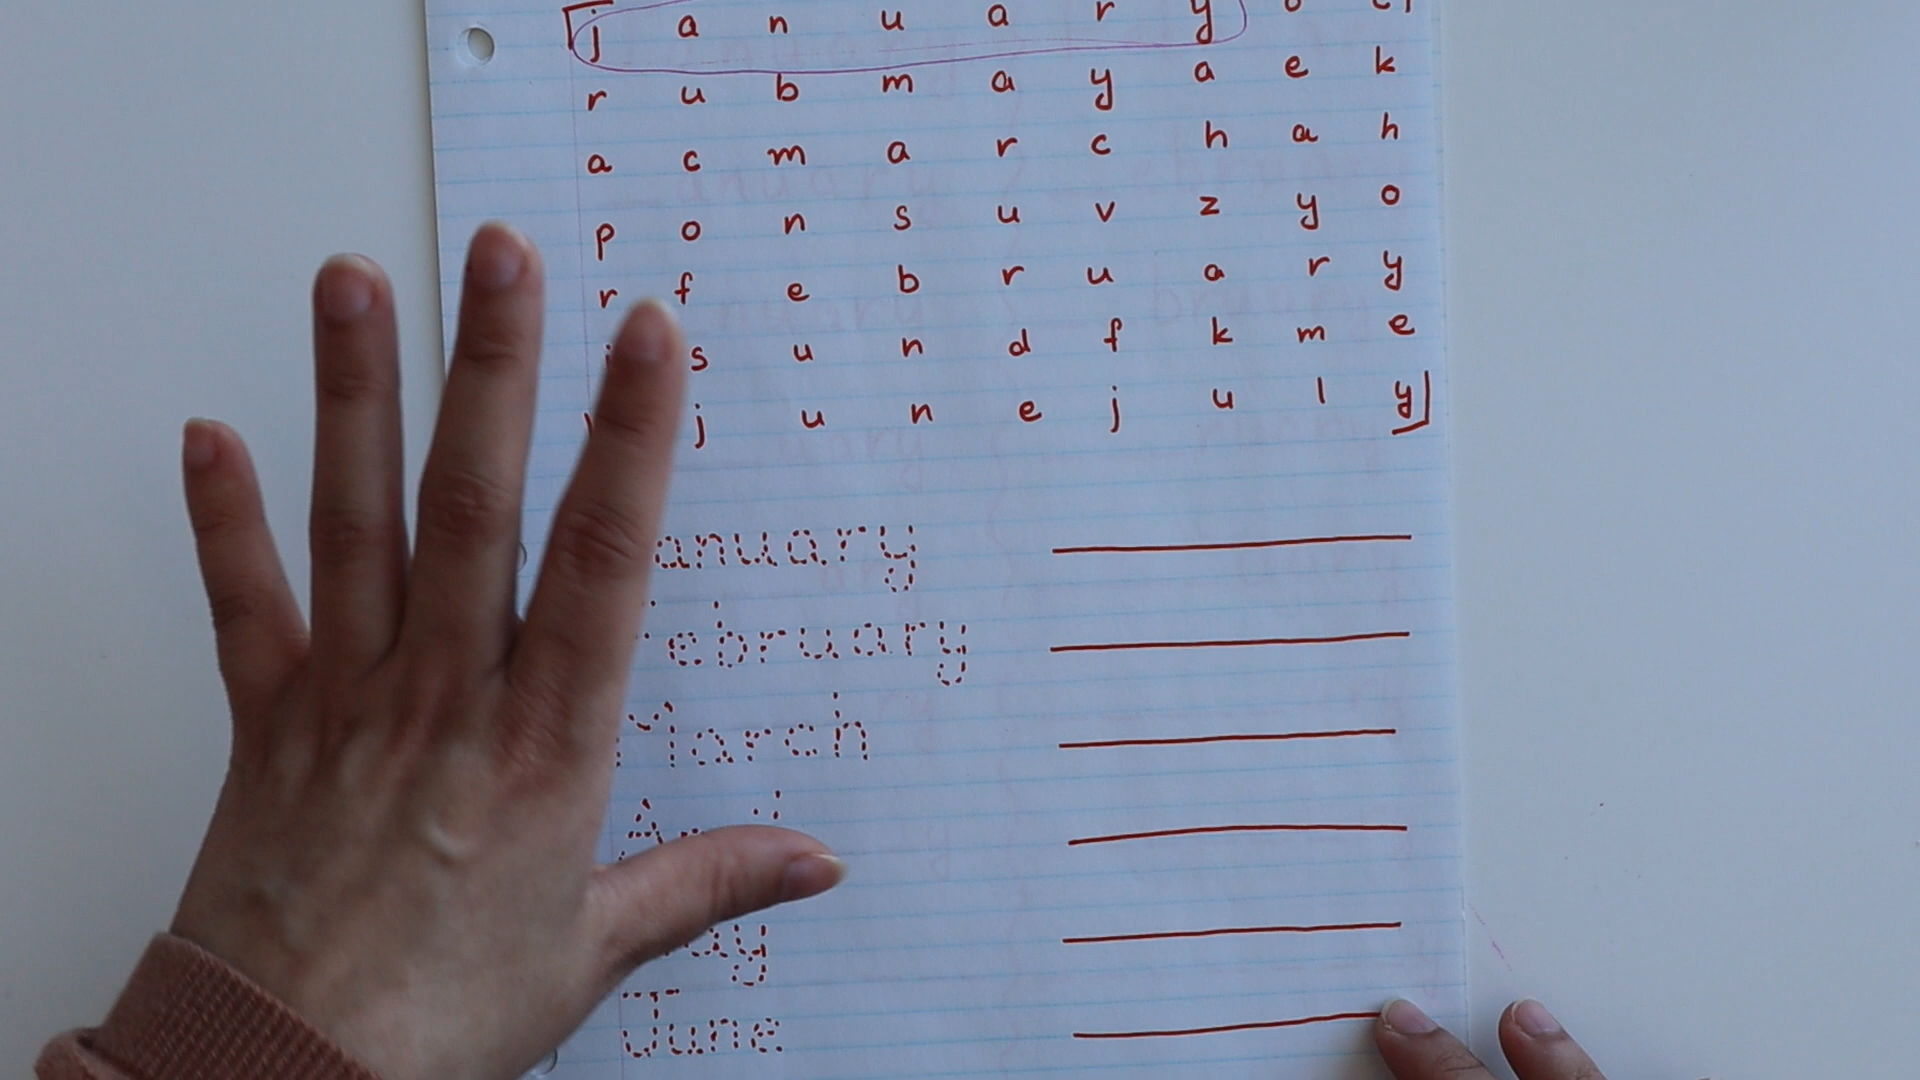 j a n u a r y
r u b m a y a e k
a c m a r c h a h
p o n s u v z y o
r f e b r u a r y
s u n d f k m e
j u n e j u l y
anuary
ebruary
March
June